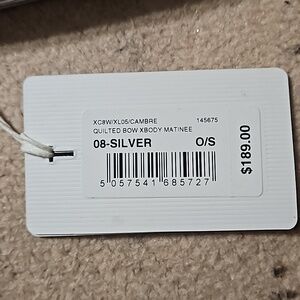 XC8W/XL05/CAMBRE 145675
QUILTED BOW XBODY MATINEE
08-SILVER O/S
$189.00
5 057541 685727